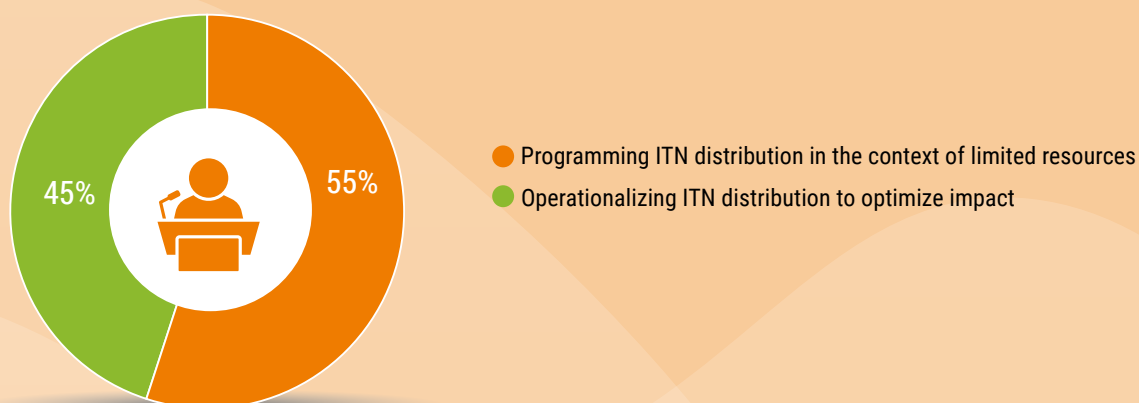 45%
55%
Programming ITN distribution in the context of limited resources
Operationalizing ITN distribution to optimize impact